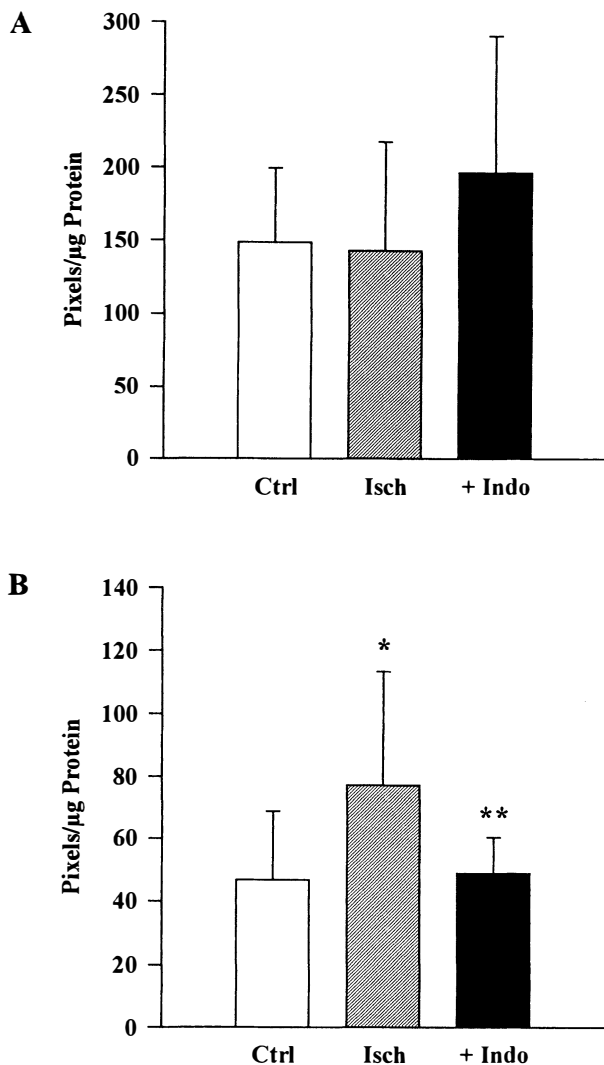 A
300
250
200
150
100
50
0
Pixels/µg Protein
Ctrl Isch + Indo
B
140
120
100
80
60
40
20
0
Pixels/µg Protein
*
**
Ctrl Isch + Indo